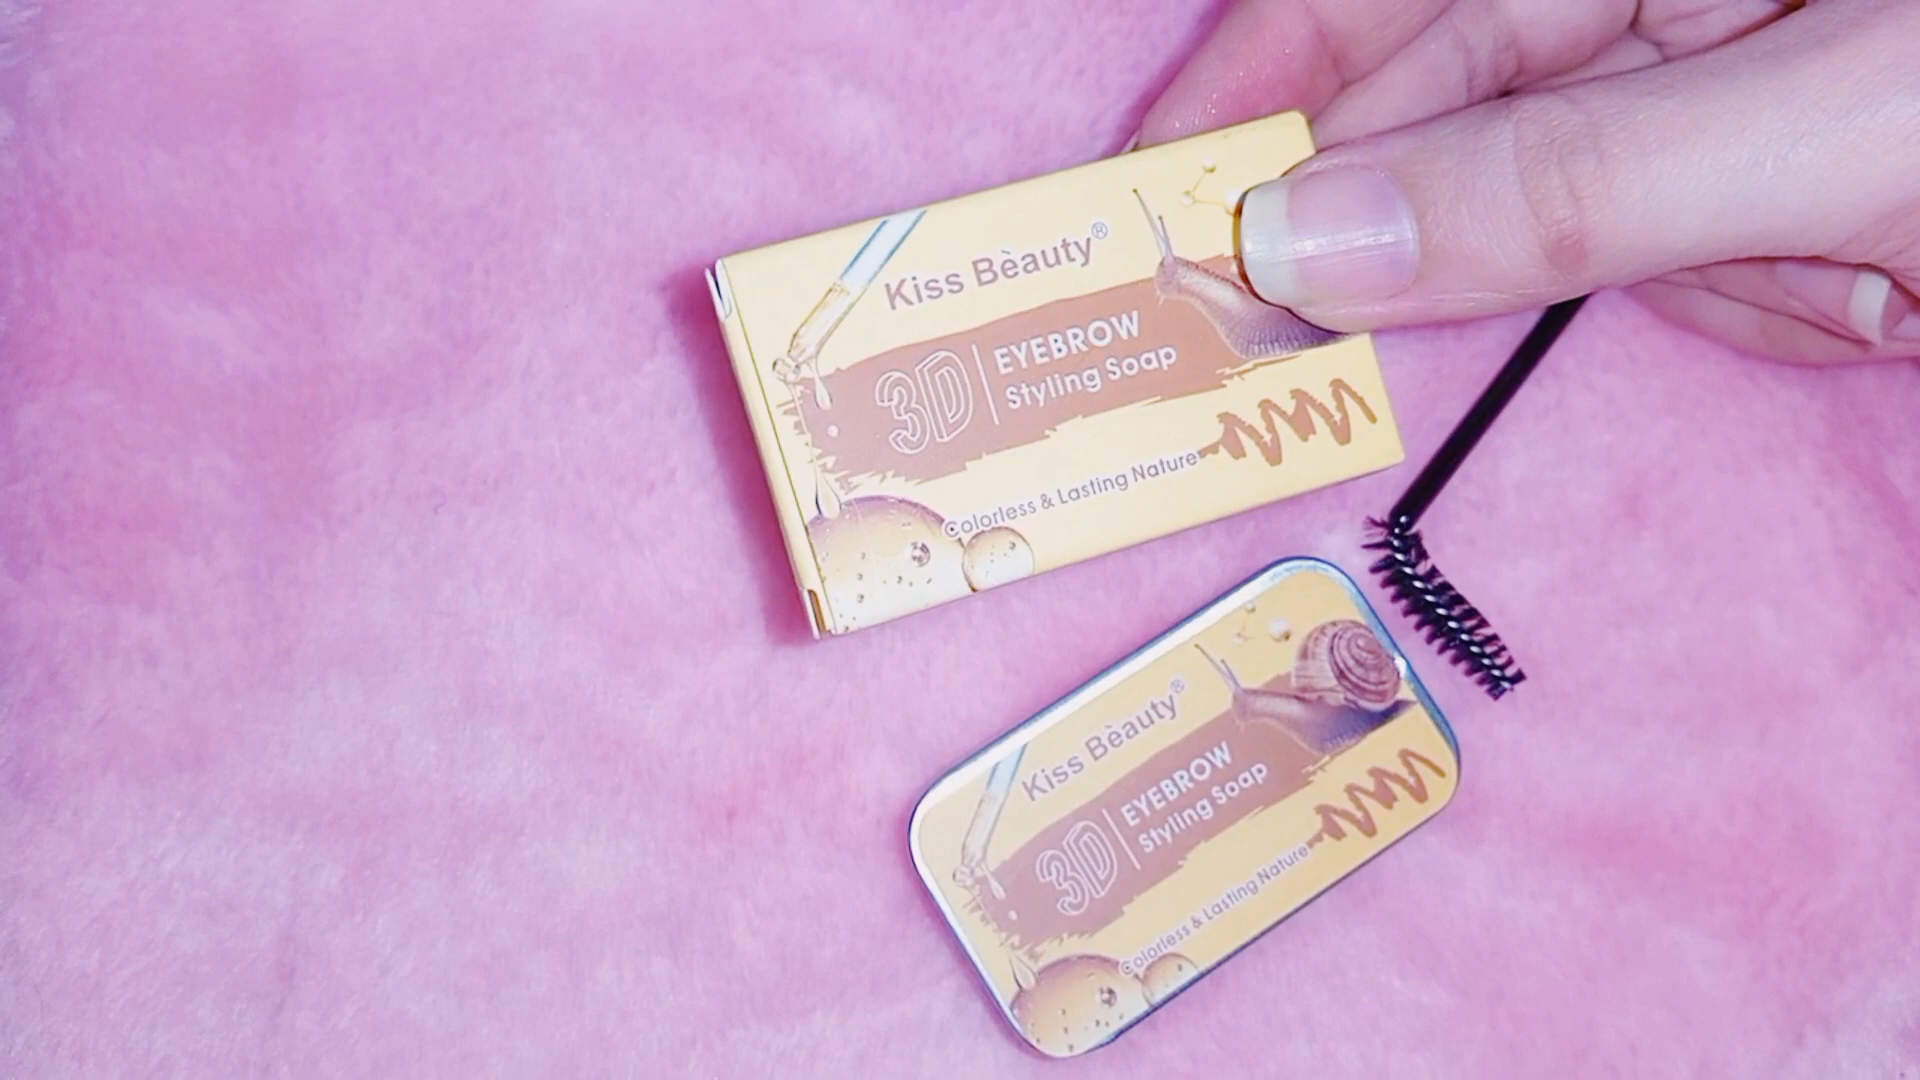 Kiss Bèauty®
3D
EYEBROW
Styling Soap
Colorless & Lasting Nature
Kiss Bèauty®
3D
EYEBROW
Styling Soap
Colorless & Lasting Nature